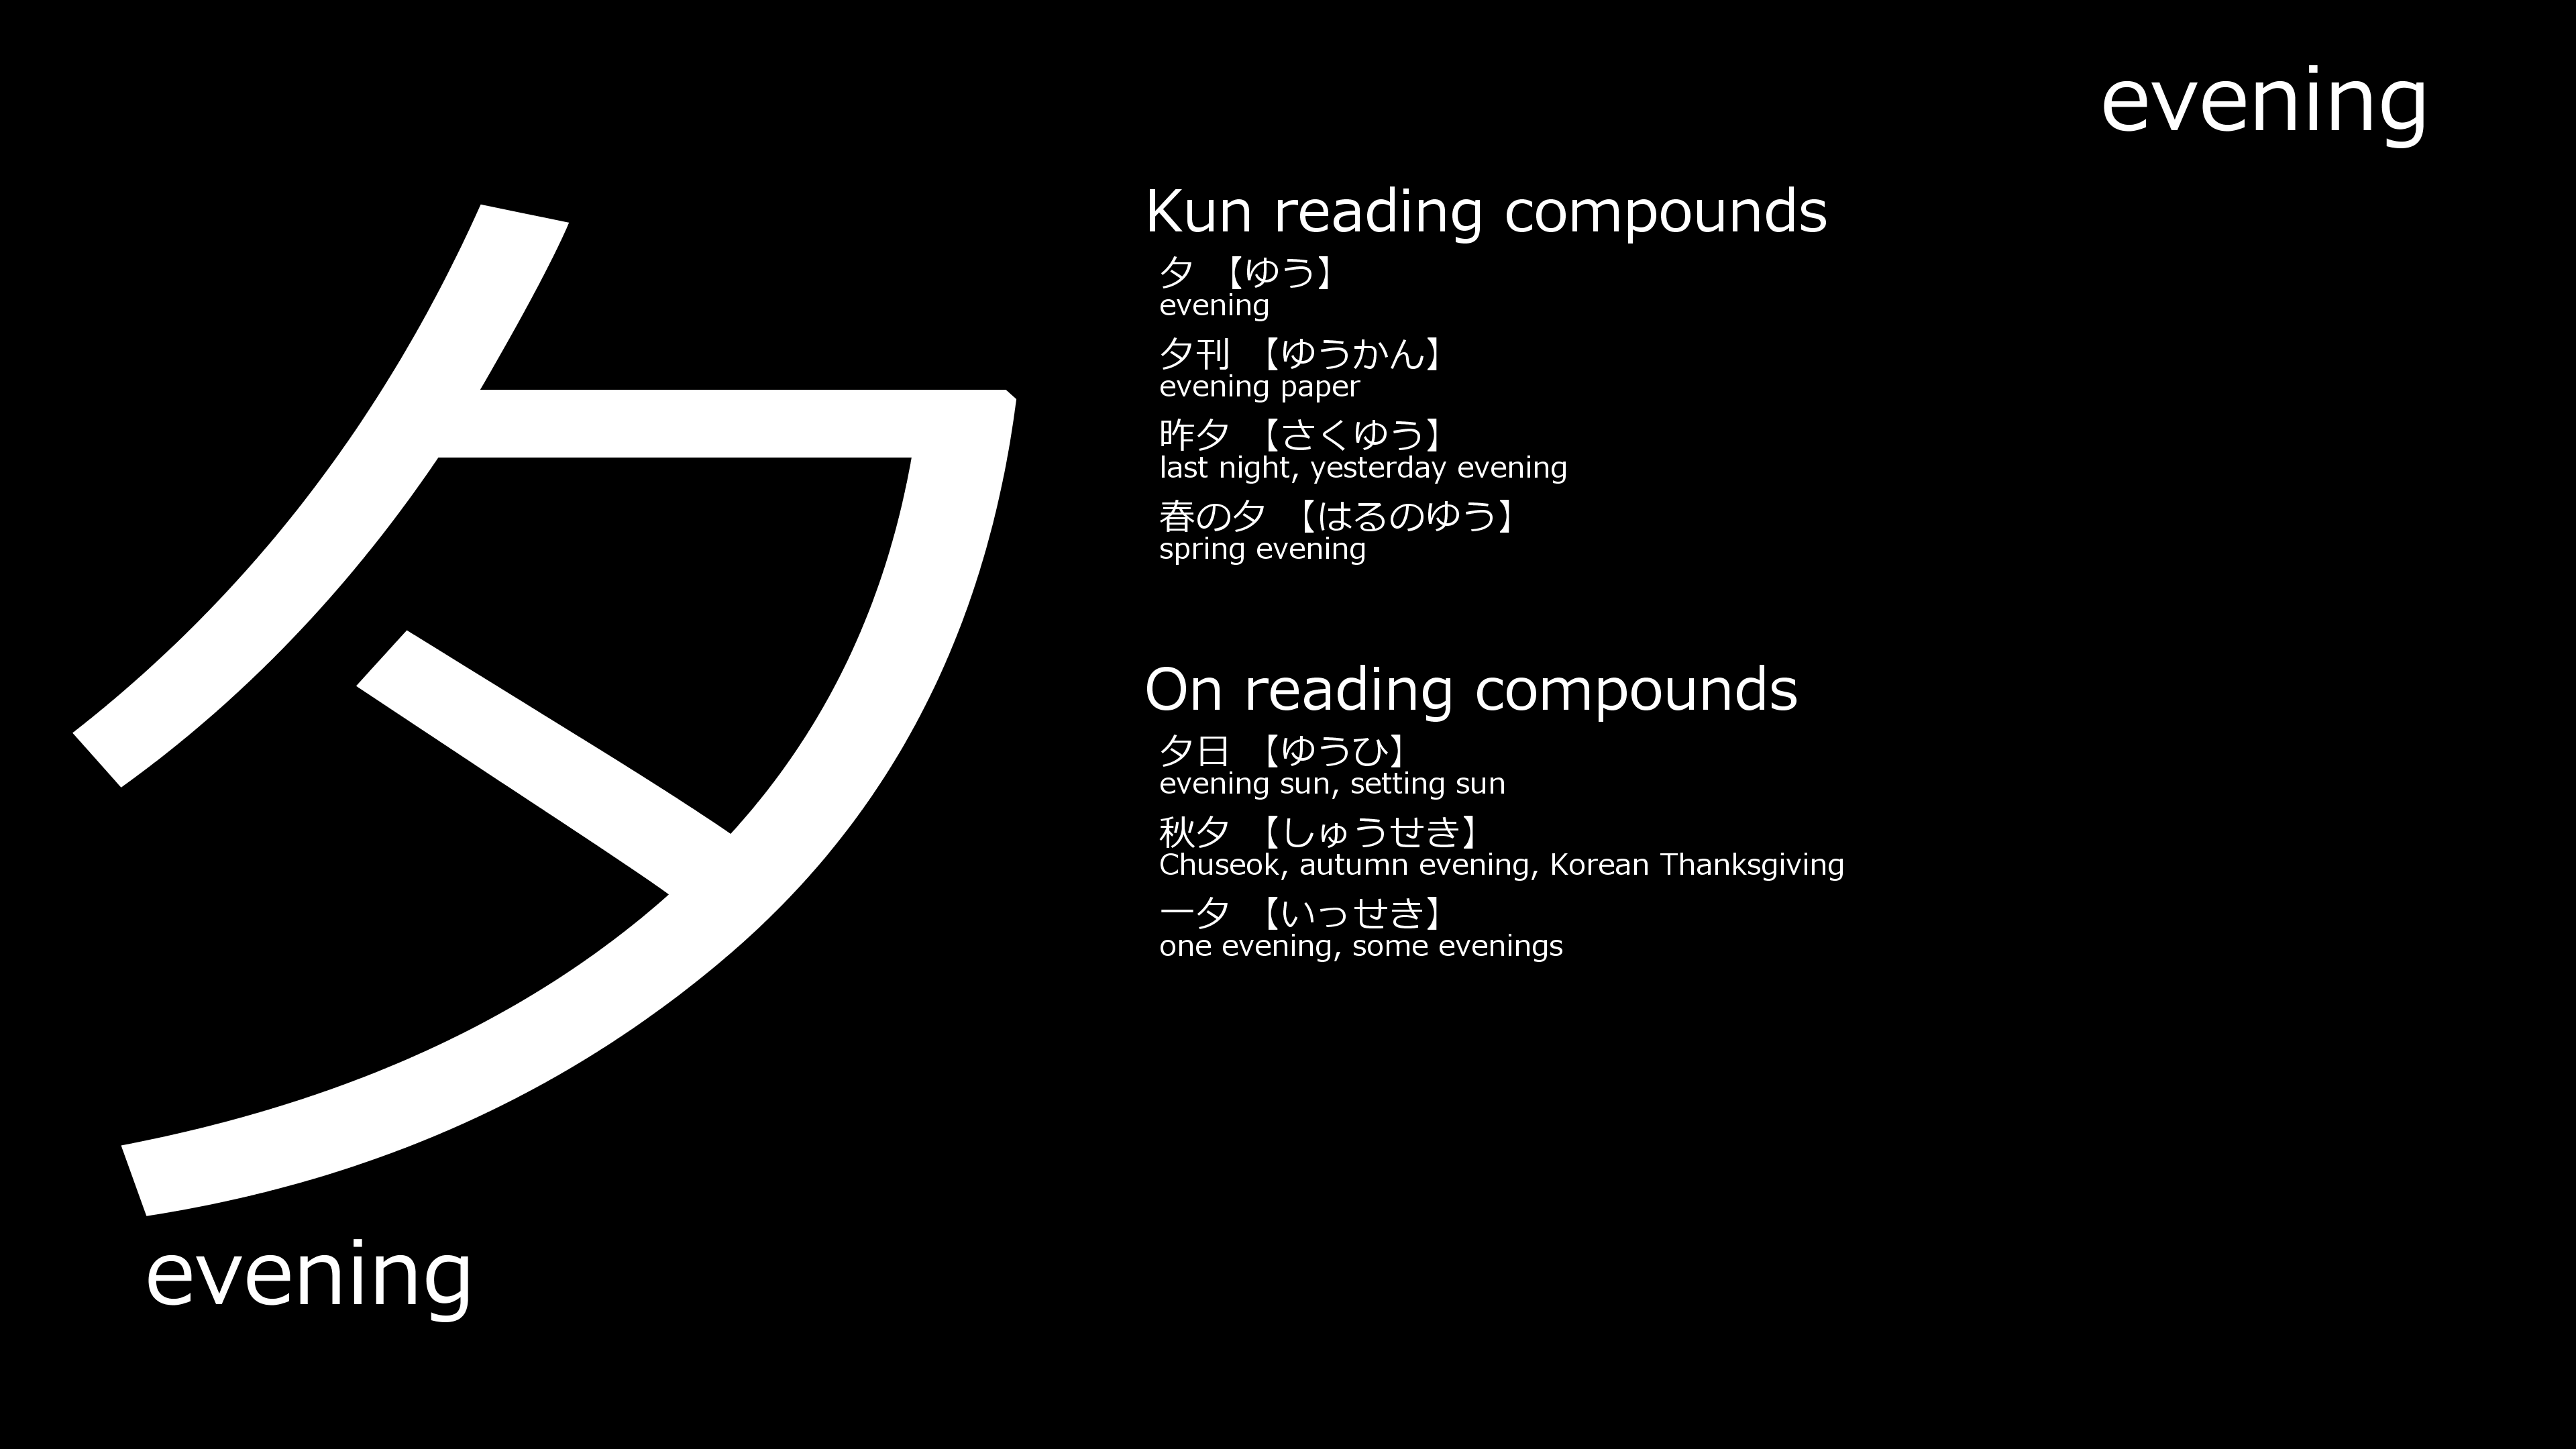 evening
夕
evening
Kun reading compounds
夕 【ゆう】
evening
夕刊 【ゆうかん】
evening paper
昨夕 【さくゆう】
last night, yesterday evening
春の夕 【はるのゆう】
spring evening
On reading compounds
夕日 【ゆうひ】
evening sun, setting sun
秋夕 【しゅうせき】
Chuseok, autumn evening, Korean Thanksgiving
一夕 【いっせき】
one evening, some evenings